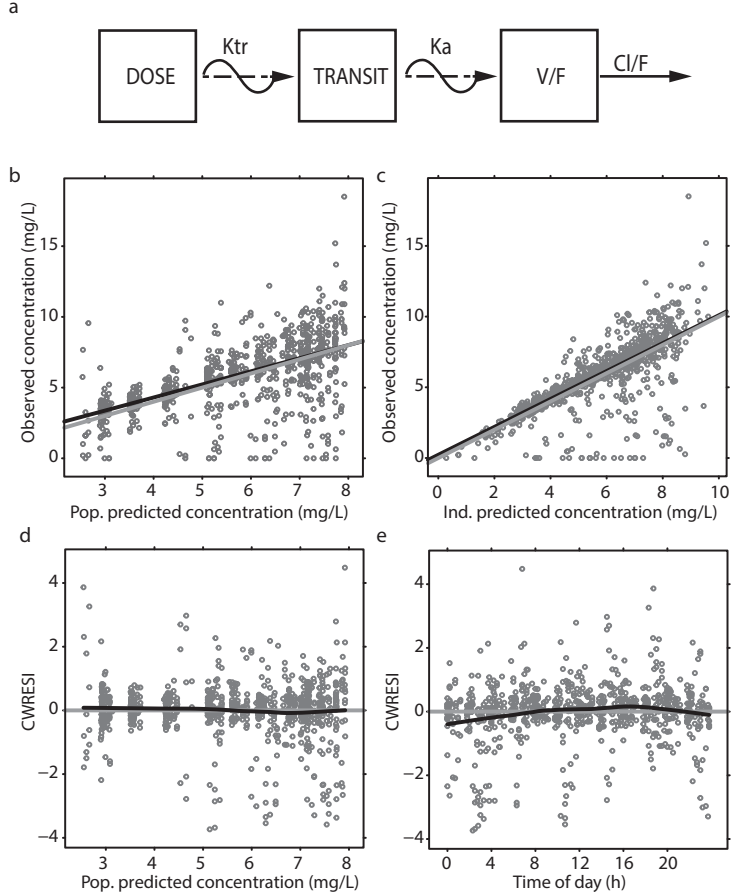 a
Ktr
Ka
DOSE
TRANSIT
V/F
Cl/F
b
Observed concentration (mg/L)
15
10
5
0
3 4 5 6 7 8
Pop. predicted concentration (mg/L)
c
Observed concentration (mg/L)
15
10
5
0
0 2 4 6 8 10
Ind. predicted concentration (mg/L)
d
CWRESI
4
2
0
−2
−4
3 4 5 6 7 8
Pop. predicted concentration (mg/L)
e
CWRESI
4
2
0
−2
−4
0 4 8 12 16 20
Time of day (h)